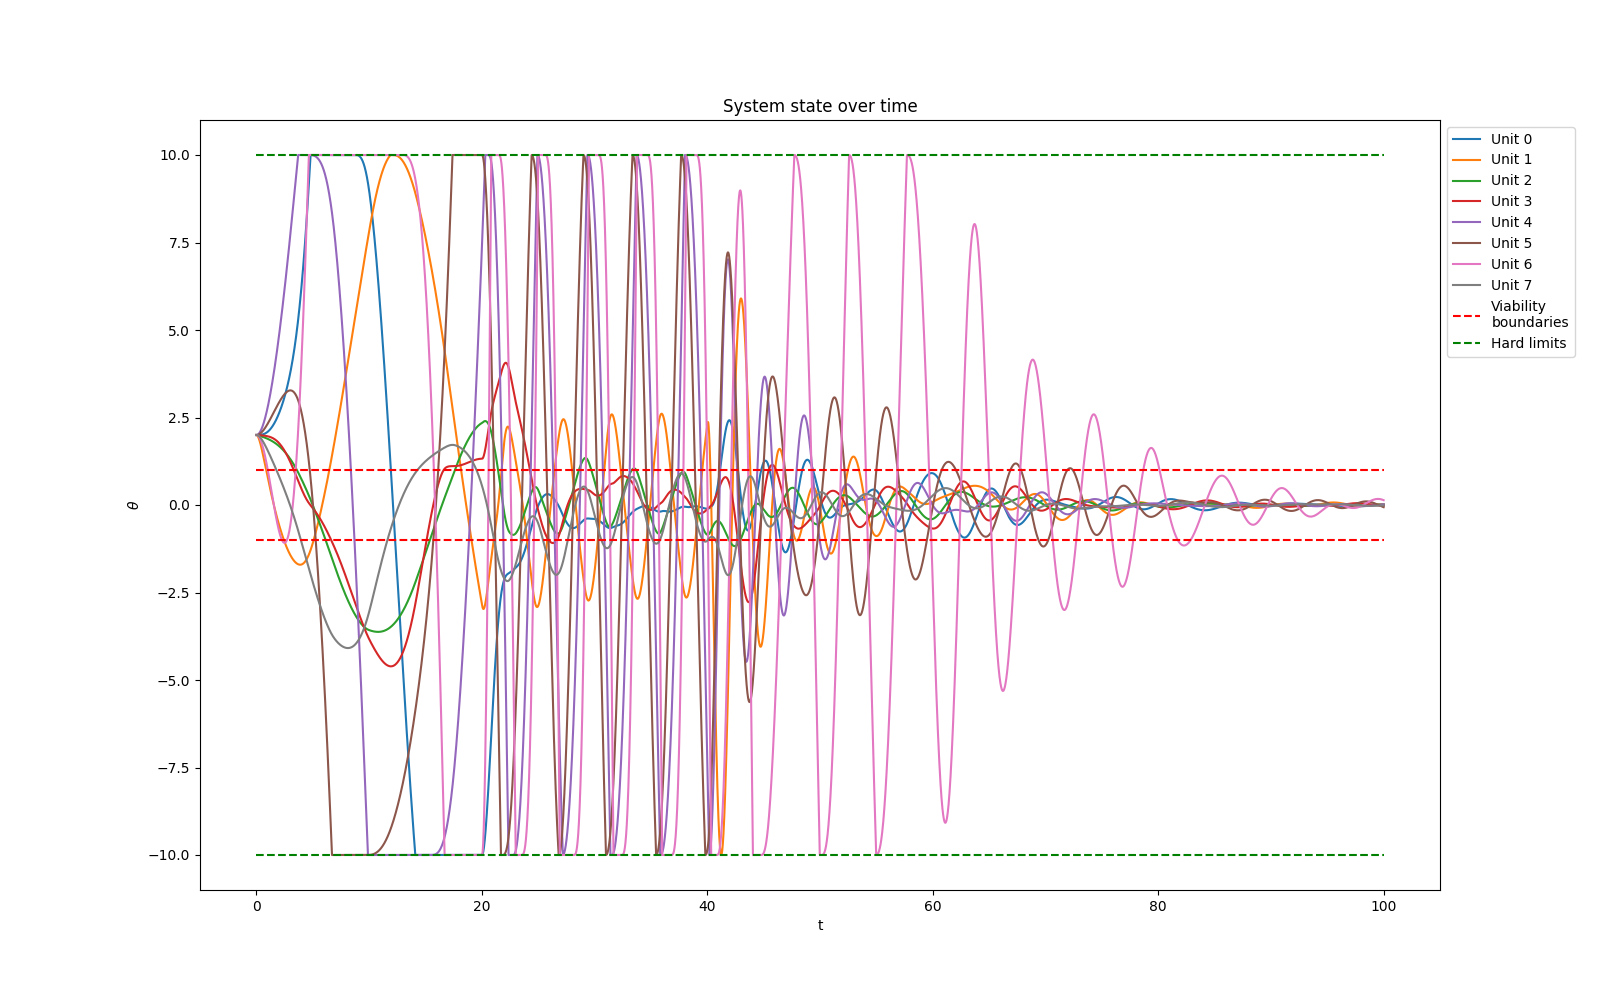 System state over time
10.0
7.5
5.0
2.5
0.0
−2.5
−5.0
−7.5
−10.0
θ
0
20
40
60
80
100
t
Unit 0
Unit 1
Unit 2
Unit 3
Unit 4
Unit 5
Unit 6
Unit 7
Viability
boundaries
Hard limits